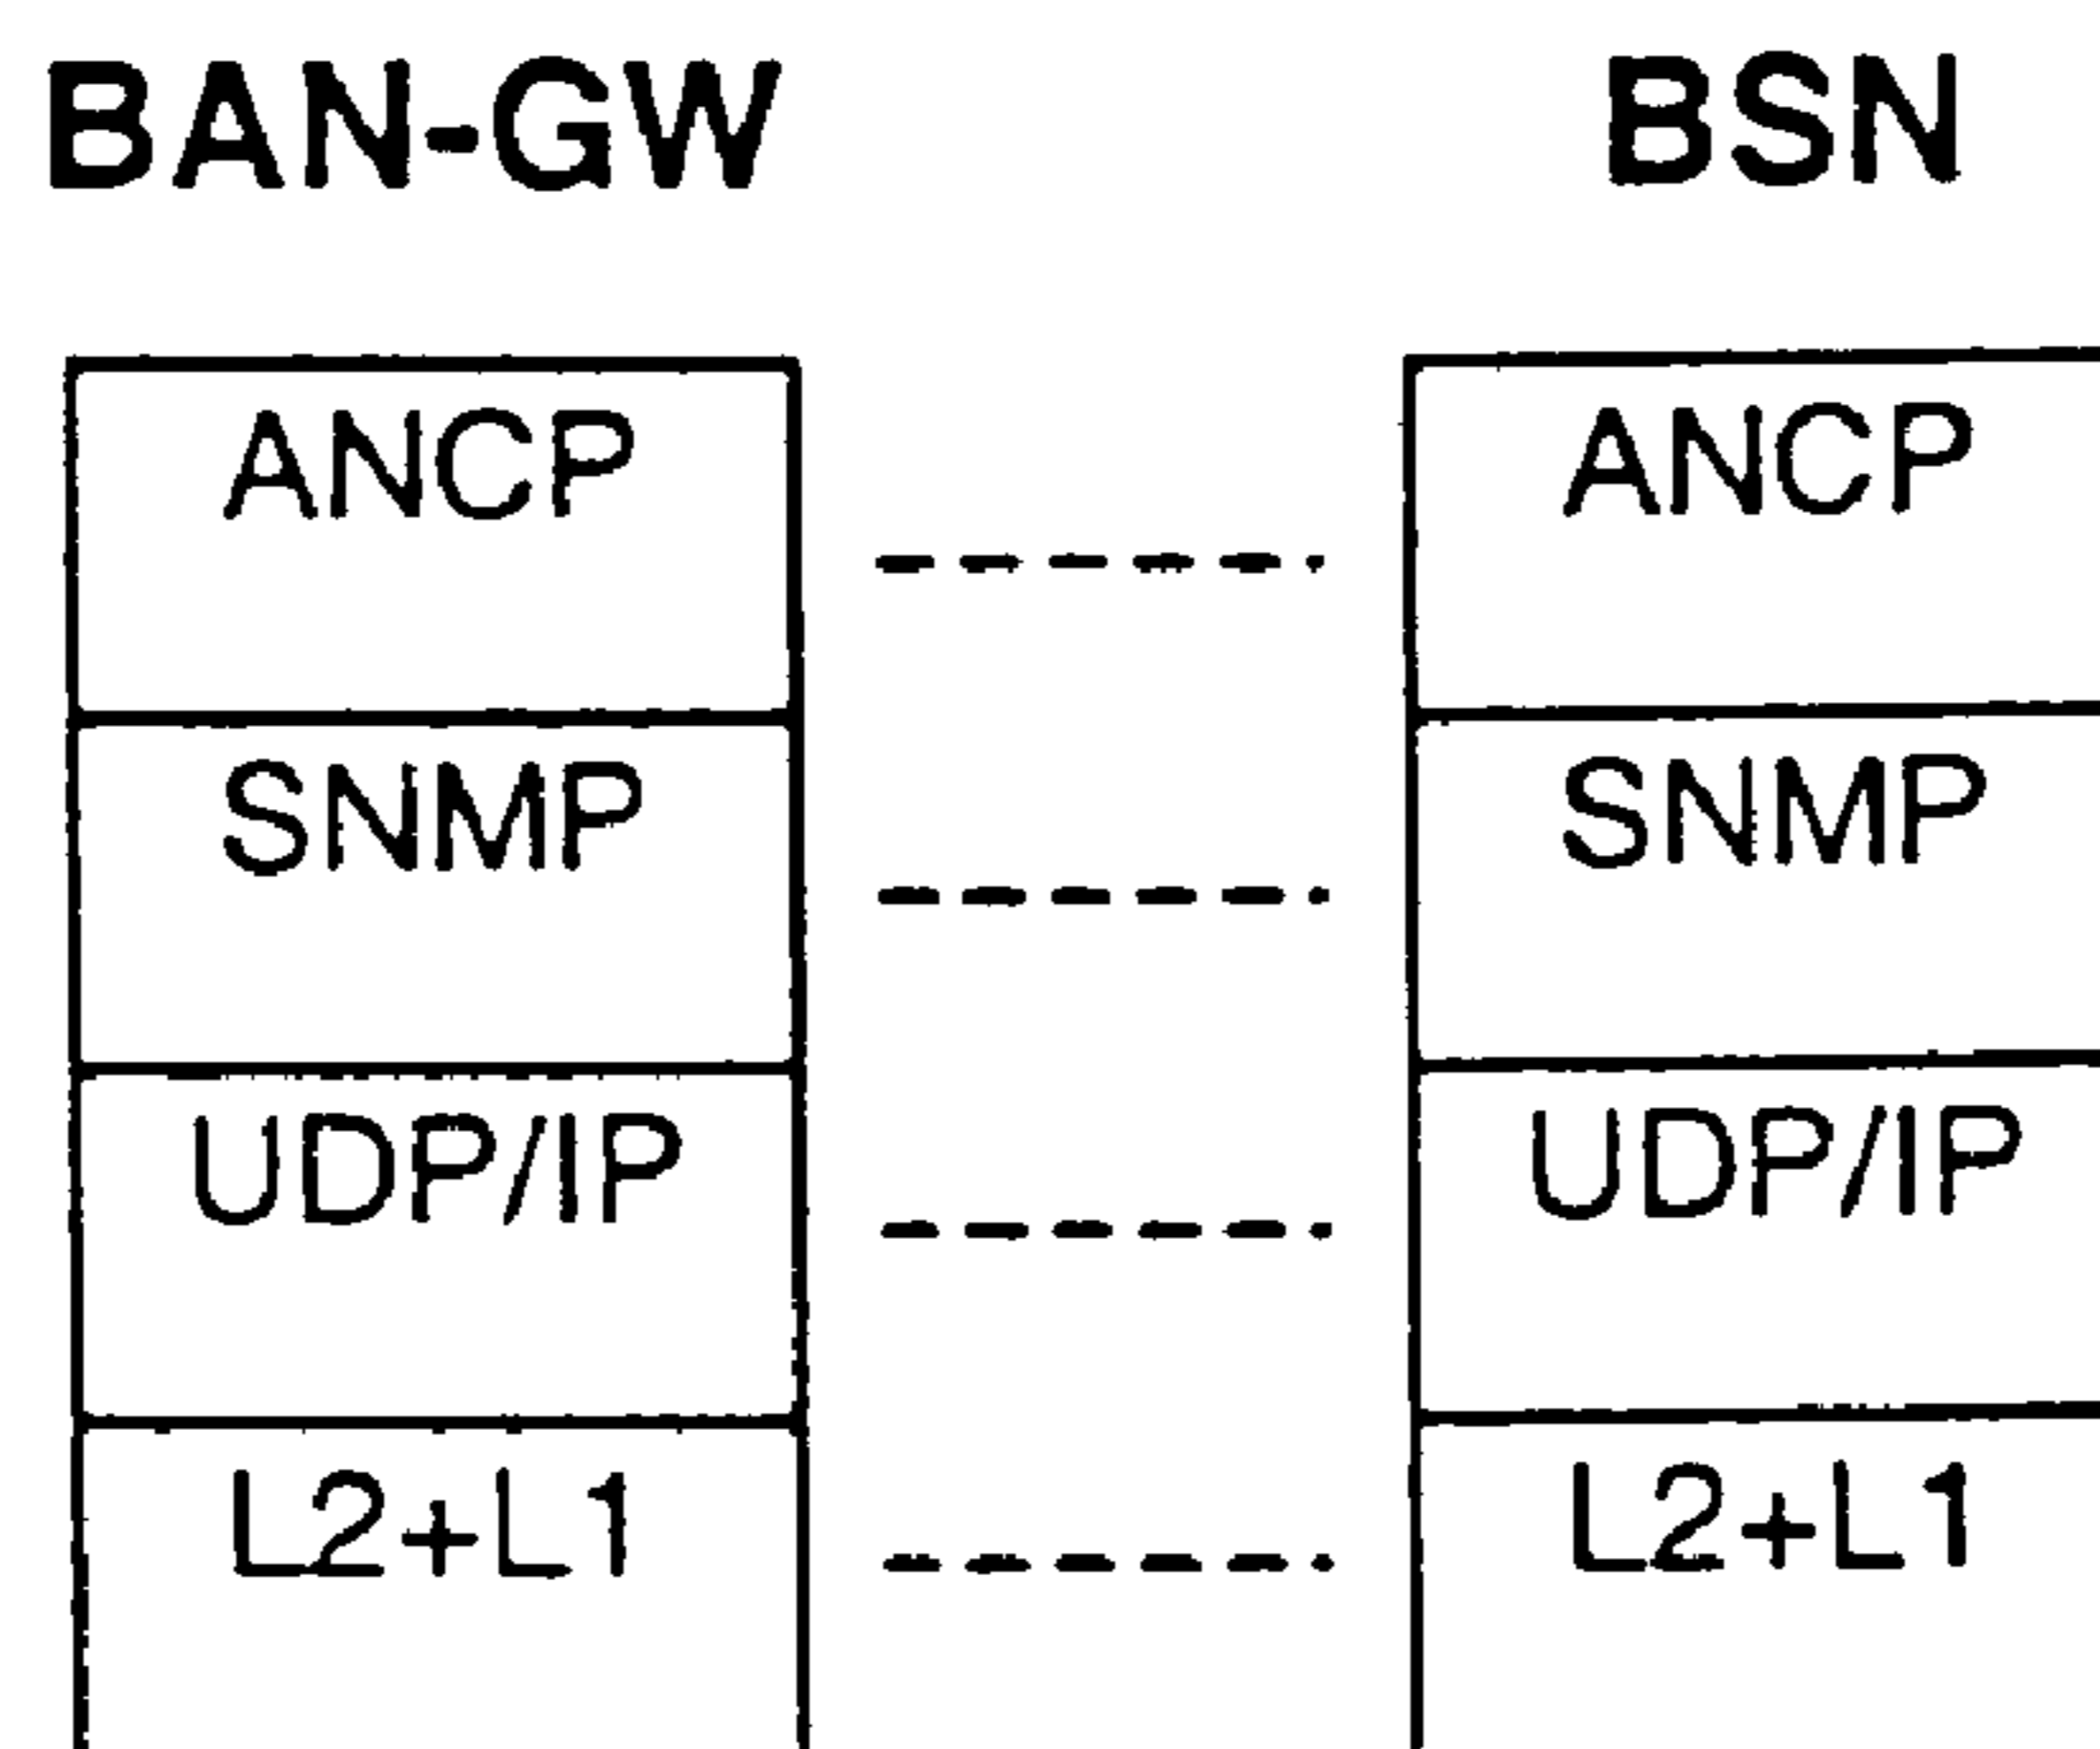 BAN-GW BSN
ANCP ANCP
SNMP SNMP
UDP/IP UDP/IP
L2+L1 L2+L1